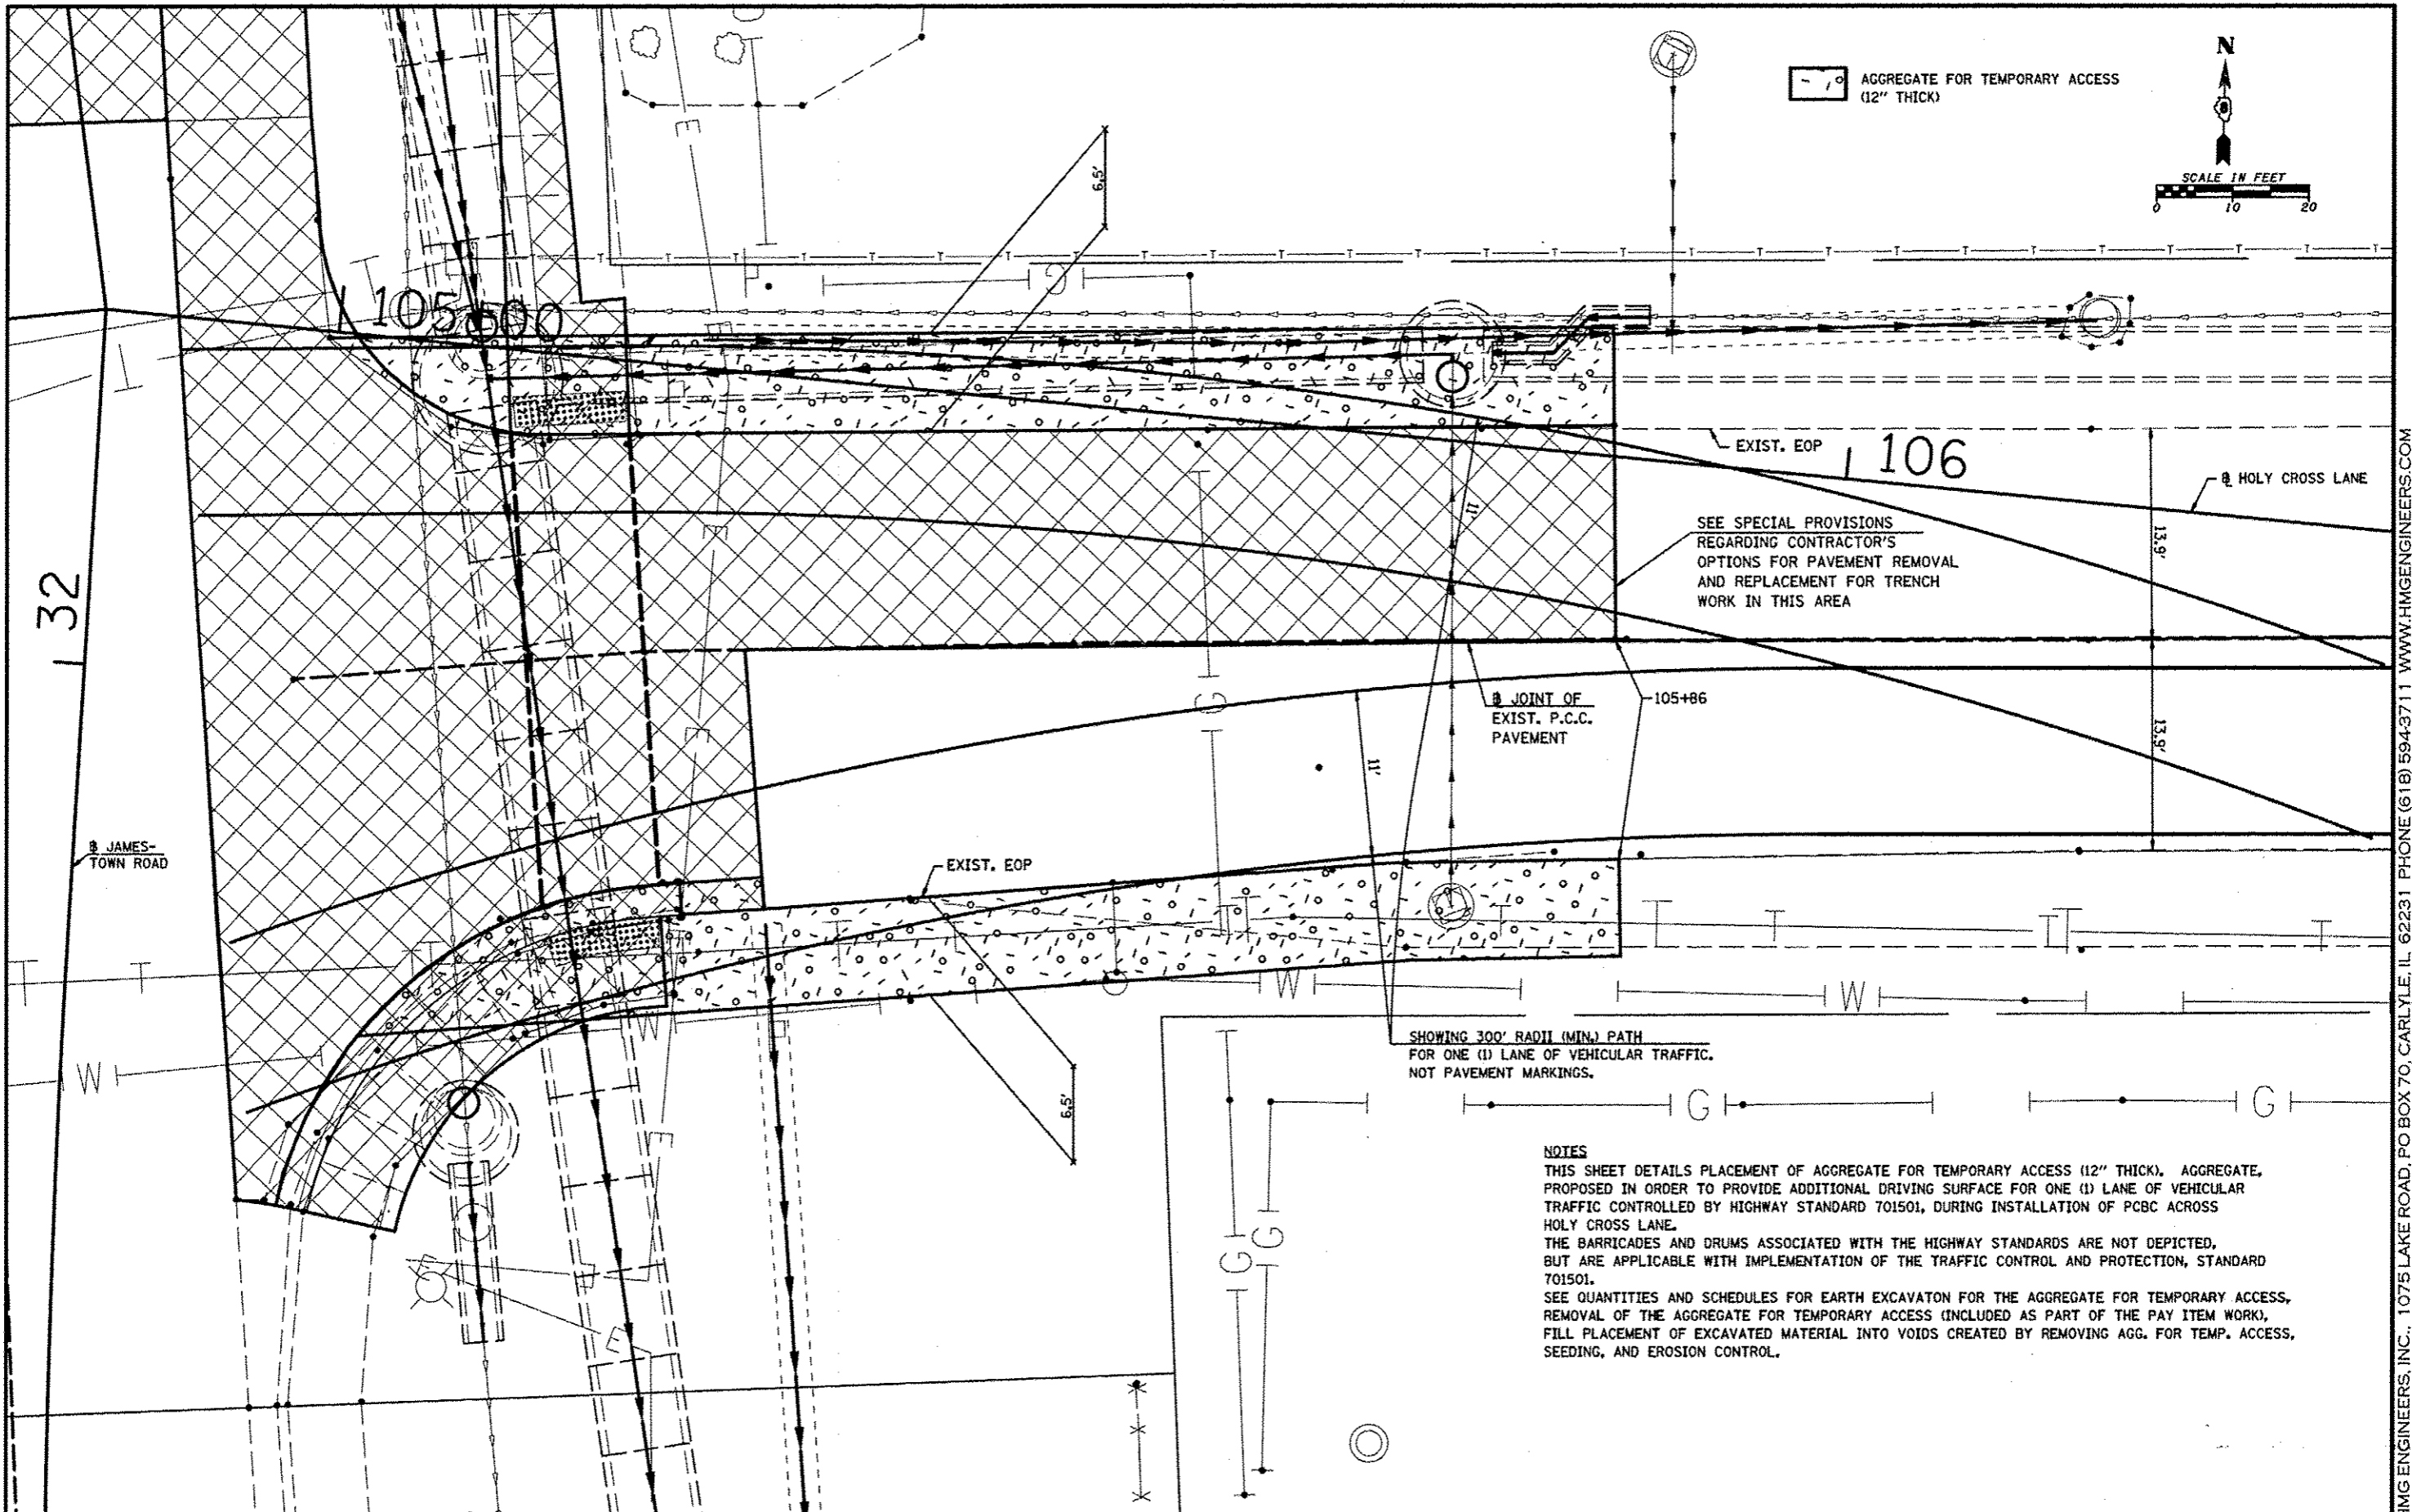 N
AGGREGATE FOR TEMPORARY ACCESS
(12" THICK)
SCALE IN FEET
0 10 20
6.5'
T T T T T T T T T T T T T T T T T T T T T T T T T T
105+00
EXIST. EOP
106
℄ HOLY CROSS LANE
11'
13.9'
SEE SPECIAL PROVISIONS
REGARDING CONTRACTOR'S
OPTIONS FOR PAVEMENT REMOVAL
AND REPLACEMENT FOR TRENCH
WORK IN THIS AREA
132
℄ JOINT OF
EXIST. P.C.C.
PAVEMENT
105+86
13.9'
11'
℄ JAMES-
TOWN ROAD
EXIST. EOP
W W W W
SHOWING 300' RADII (MIN.) PATH
FOR ONE (1) LANE OF VEHICULAR TRAFFIC.
NOT PAVEMENT MARKINGS.
6.5'
G G
G G
NOTES
THIS SHEET DETAILS PLACEMENT OF AGGREGATE FOR TEMPORARY ACCESS (12" THICK). AGGREGATE,
PROPOSED IN ORDER TO PROVIDE ADDITIONAL DRIVING SURFACE FOR ONE (1) LANE OF VEHICULAR
TRAFFIC CONTROLLED BY HIGHWAY STANDARD 701501, DURING INSTALLATION OF PCBC ACROSS
HOLY CROSS LANE.
THE BARRICADES AND DRUMS ASSOCIATED WITH THE HIGHWAY STANDARDS ARE NOT DEPICTED,
BUT ARE APPLICABLE WITH IMPLEMENTATION OF THE TRAFFIC CONTROL AND PROTECTION, STANDARD
701501.
SEE QUANTITIES AND SCHEDULES FOR EARTH EXCAVATON FOR THE AGGREGATE FOR TEMPORARY ACCESS,
REMOVAL OF THE AGGREGATE FOR TEMPORARY ACCESS (INCLUDED AS PART OF THE PAY ITEM WORK),
FILL PLACEMENT OF EXCAVATED MATERIAL INTO VOIDS CREATED BY REMOVING AGG. FOR TEMP. ACCESS,
SEEDING, AND EROSION CONTROL.
HMG ENGINEERS, INC., 1075 LAKE ROAD, PO BOX 70, CARLYLE, IL 62231 PHONE (618) 594-3711 WWW.HMGENGINEERS.COM